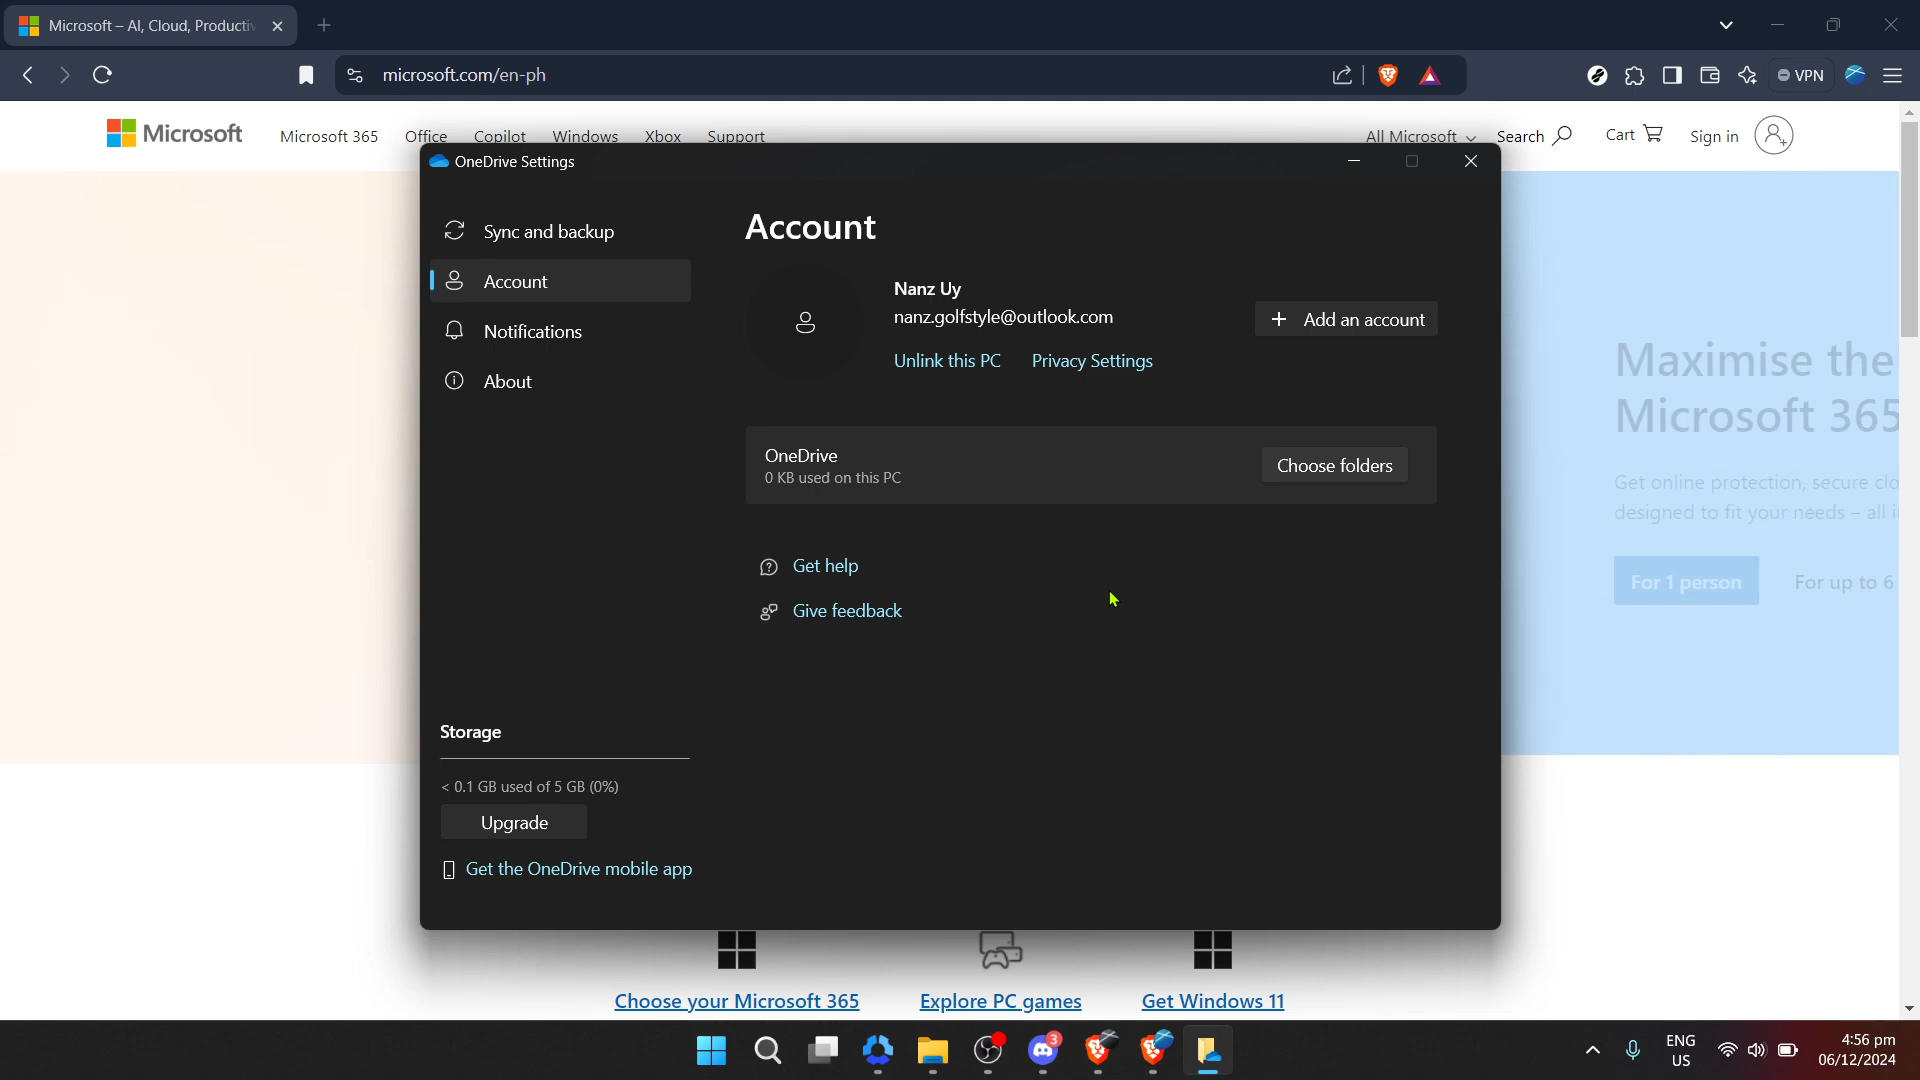 Microsoft – AI, Cloud, Productiv
microsoft.com/en-ph
VPN
Microsoft
Microsoft 365
Office
Copilot
Windows
Xbox
Support
All Microsoft
Search
Cart
Sign in
OneDrive Settings
Sync and backup
Account
Notifications
About
Account
Nanz Uy
nanz.golfstyle@outlook.com
Add an account
Unlink this PC
Privacy Settings
OneDrive
0 KB used on this PC
Choose folders
Get help
Give feedback
Storage
< 0.1 GB used of 5 GB (0%)
Upgrade
Get the OneDrive mobile app
Maximise the
Microsoft 365
Get online protection, secure clo
designed to fit your needs – all i
For 1 person
For up to 6
Choose your Microsoft 365
Explore PC games
Get Windows 11
3
ENG
US
4:56 pm
06/12/2024